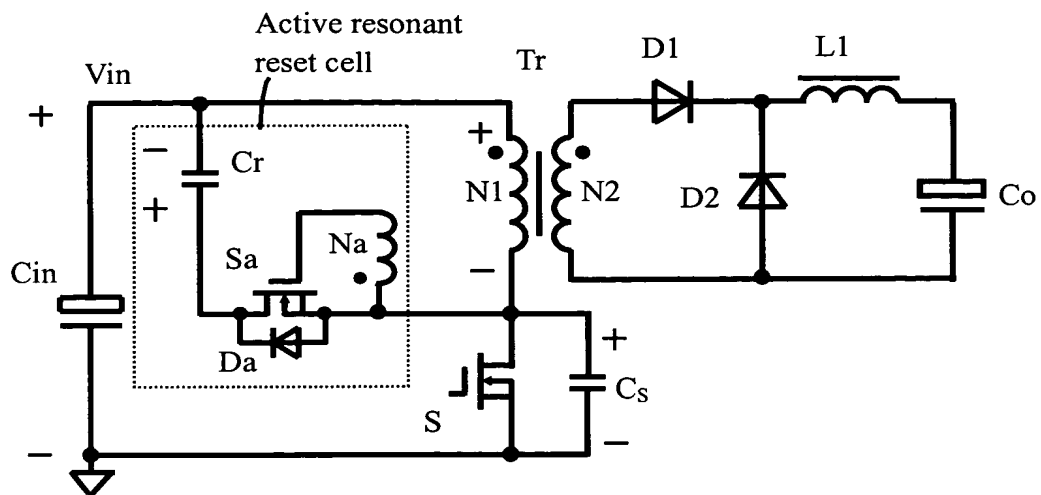 Active resonant
reset cell
Vin
Tr
D1
L1
+
−
Cr
+
+
N1
N2
−
D2
Co
Sa
Na
Cin
Da
S
+
Cs
−
−